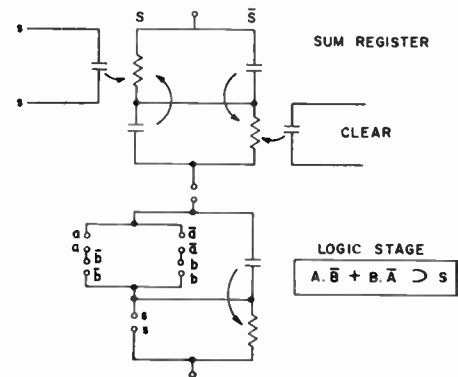 S
S̄
s
SUM REGISTER
s
CLEAR
a
ā
a
ā
b̄
b
b̄
b
LOGIC STAGE
A.B̄ + B.Ā ⊃ S
s
s